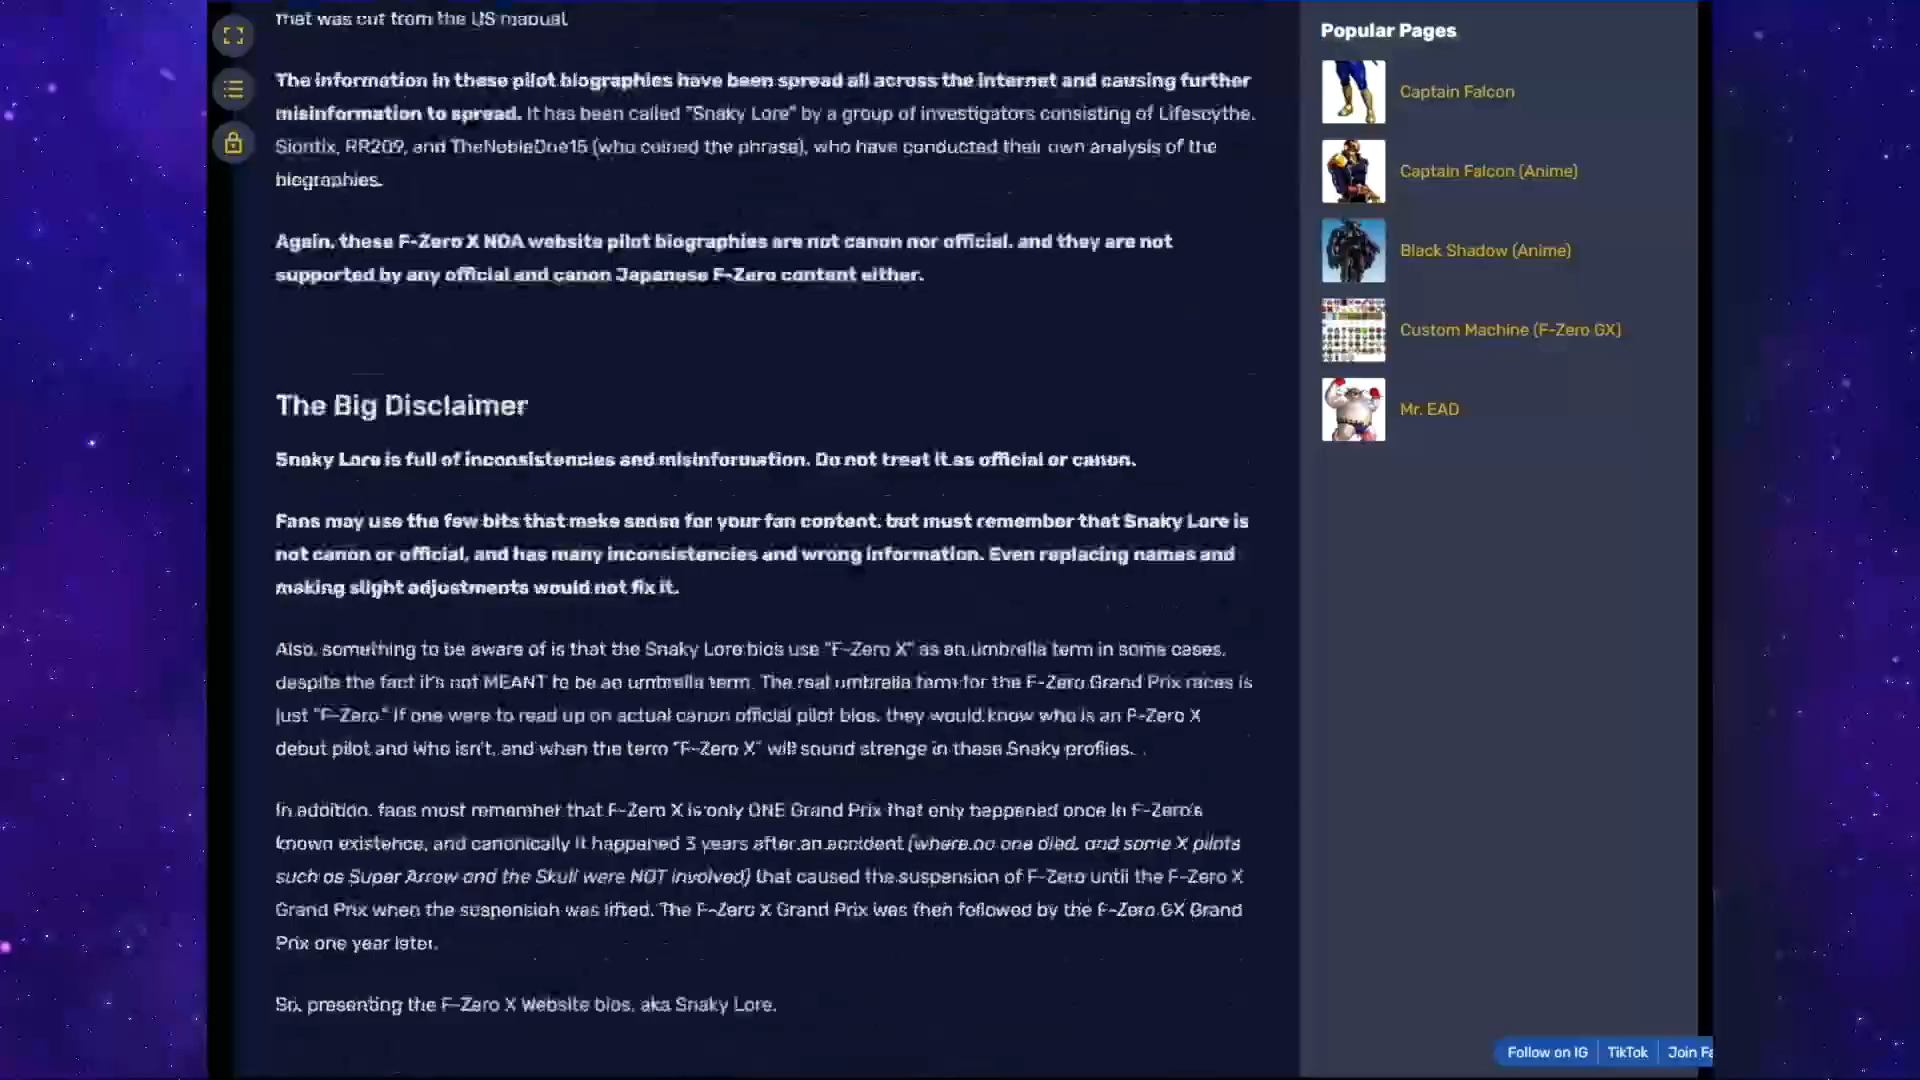 that was cut from the US manual.
The information in these pilot biographies have been spread all across the internet and causing further
misinformation to spread. It has been called "Snaky Lore" by a group of investigators consisting of Lifescythe,
Siontix, RR209, and TheNobleOne15 (who coined the phrase), who have conducted their own analysis of the
biographies.
Again, these F-Zero X NOA website pilot biographies are not canon nor official, and they are not
supported by any official and canon Japanese F-Zero content either.
The Big Disclaimer
Snaky Lore is full of inconsistencies and misinformation. Do not treat it as official or canon.
Fans may use the few bits that make sense for your fan content, but must remember that Snaky Lore is
not canon or official, and has many inconsistencies and wrong information. Even replacing names and
making slight adjustments would not fix it.
Also, something to be aware of is that the Snaky Lore bios use "F-Zero X" as an umbrella term in some cases,
despite the fact it's not MEANT to be an umbrella term. The real umbrella term for the F-Zero Grand Prix races is
just "F-Zero." If one were to read up on actual canon official pilot bios, they would know who is an F-Zero X
debut pilot and who isn't, and when the term "F-Zero X" will sound strange in these Snaky profiles.
In addition, fans must remember that F-Zero X is only ONE Grand Prix that only happened once in F-Zero's
known existence, and canonically it happened 3 years after an accident (where no one died, and some X pilots
such as Super Arrow and the Skull were NOT involved) that caused the suspension of F-Zero until the F-Zero X
Grand Prix when the suspension was lifted. The F-Zero X Grand Prix was then followed by the F-Zero GX Grand
Prix one year later.
So, presenting the F-Zero X Website bios, aka Snaky Lore.
Popular Pages
Captain Falcon
Captain Falcon (Anime)
Black Shadow (Anime)
Custom Machine (F-Zero GX)
Mr. EAD
Follow on IG
TikTok
Join Fa